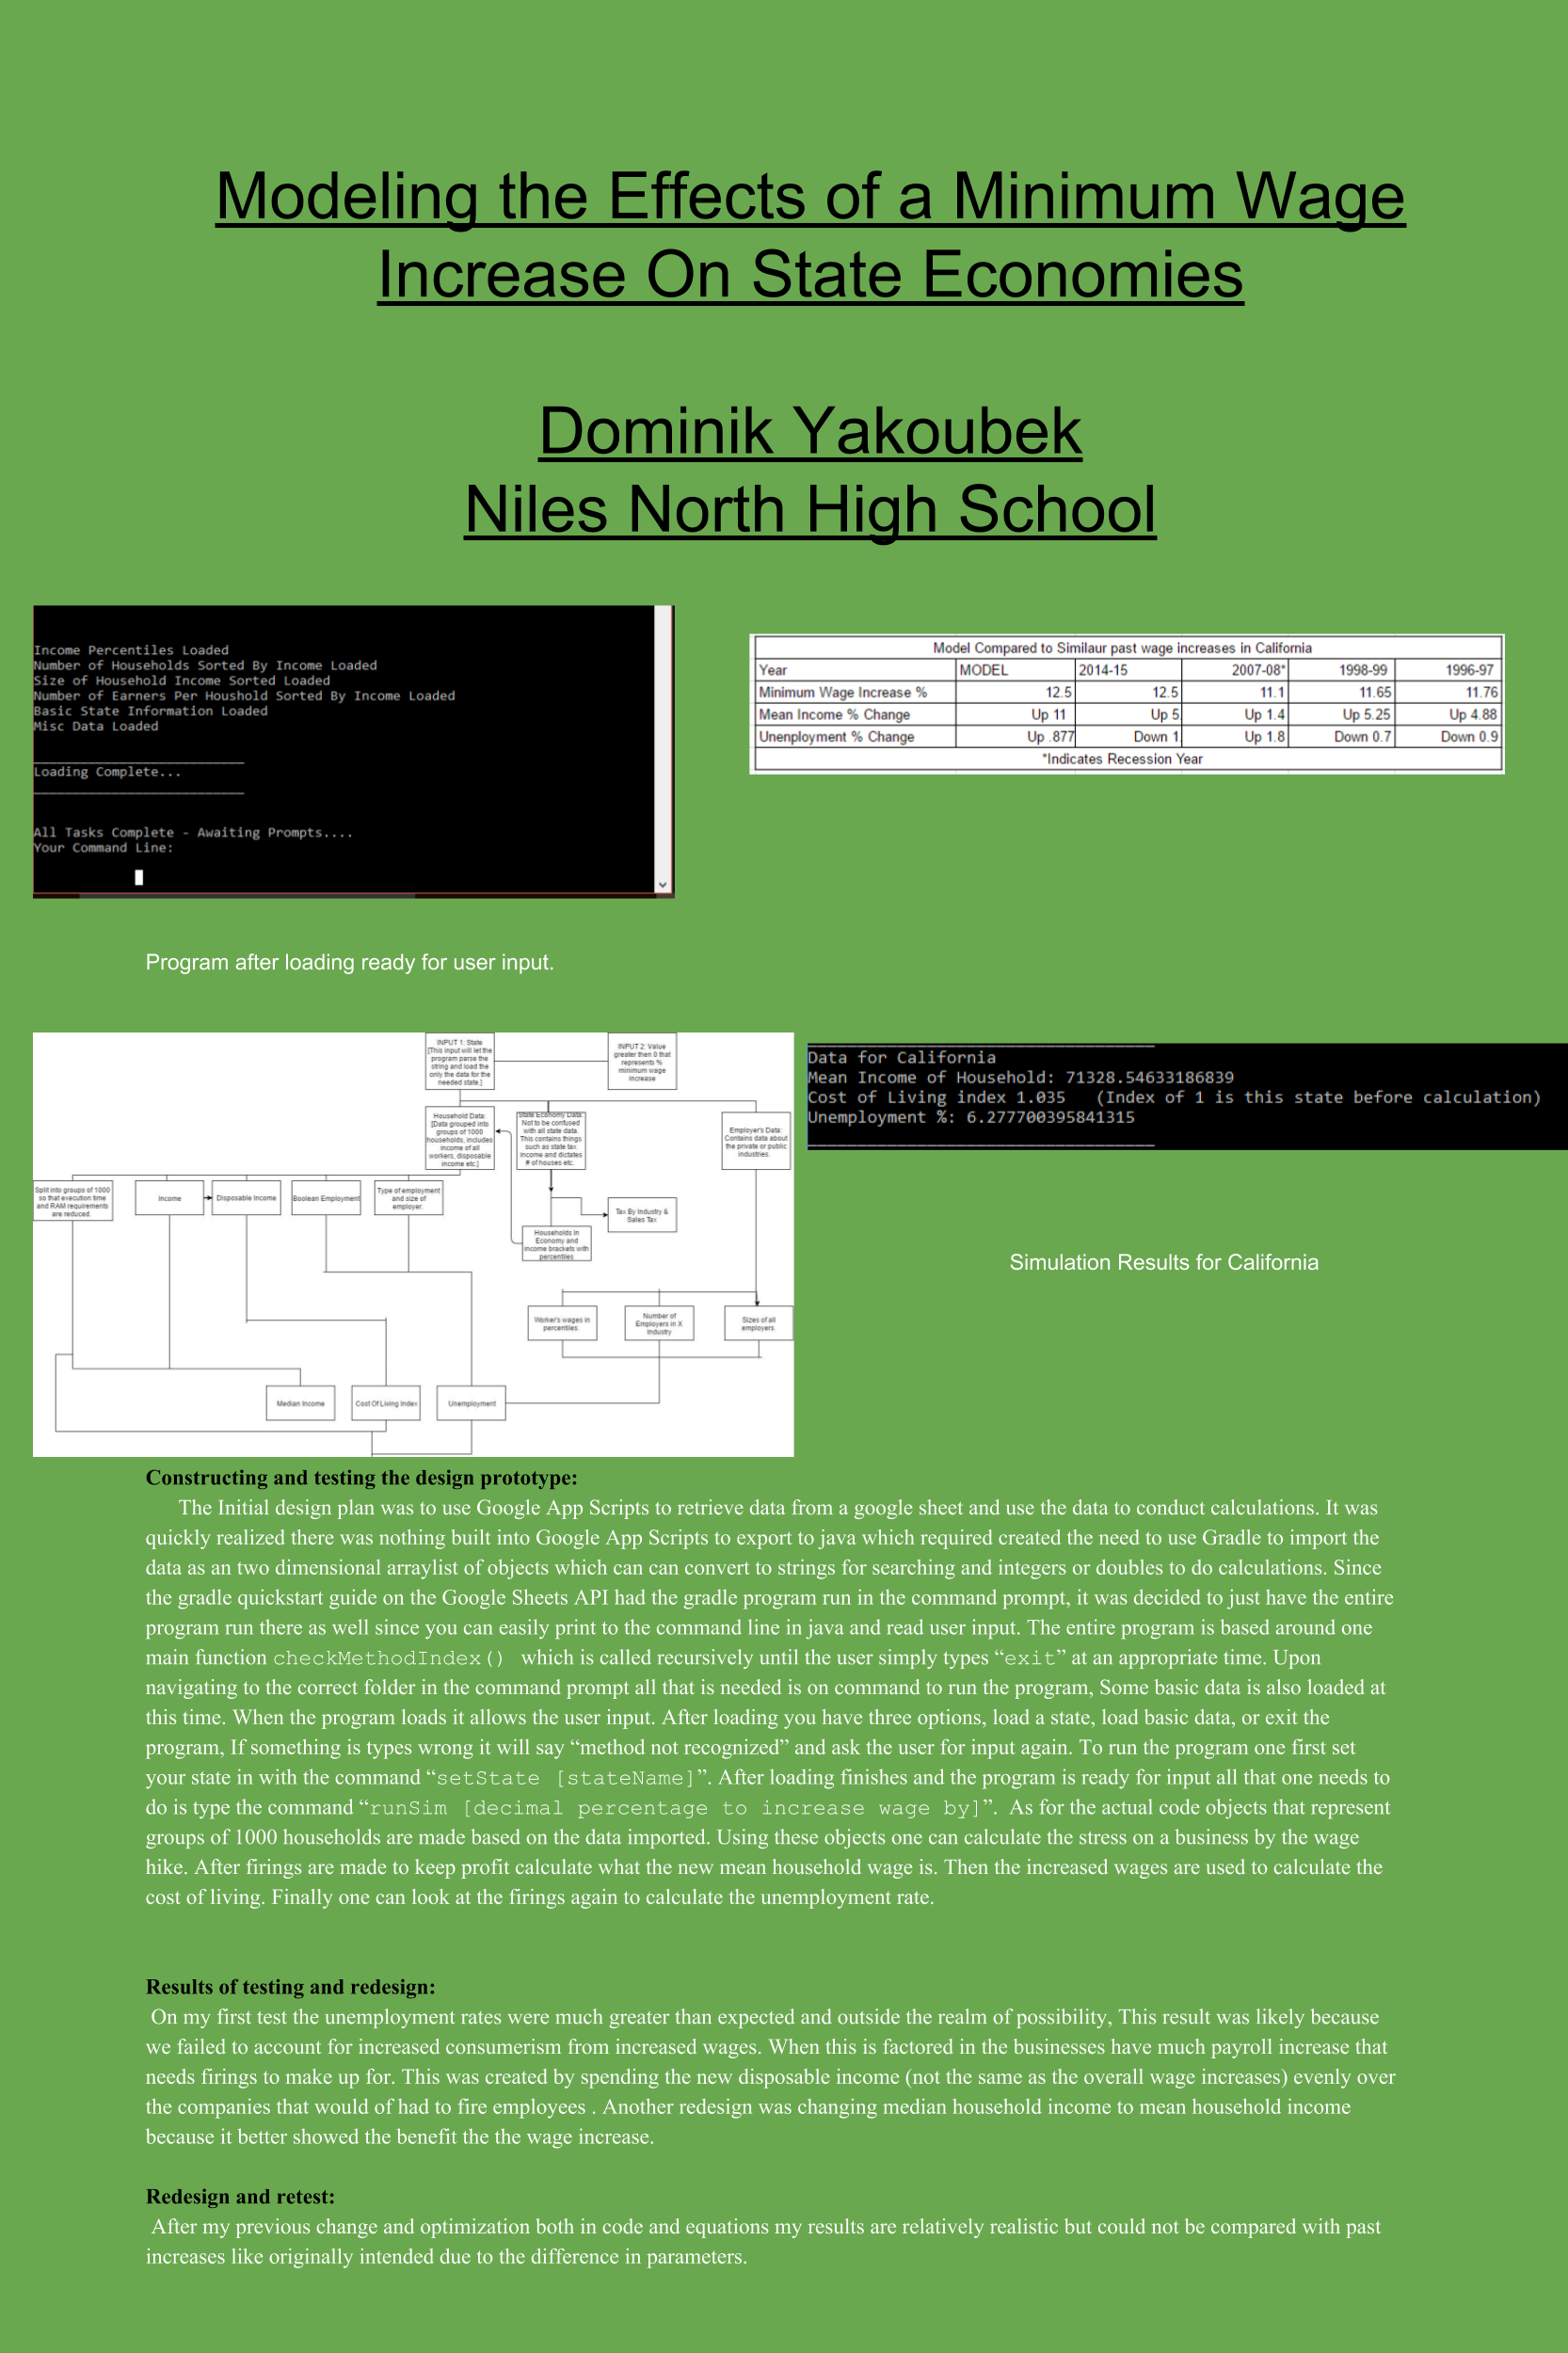 Modeling the Effects of a Minimum Wage
Increase On State Economies
Dominik Yakoubek
Niles North High School
Income Percentiles Loaded
Number of Households Sorted By Income Loaded
Size of Household Income Sorted Loaded
Number of Earners Per Houshold Sorted By Income Loaded
Basic State Information Loaded
Misc Data Loaded
Loading Complete...
All Tasks Complete - Awaiting Prompts....
Your Command Line:
Model Compared to Similaur past wage increases in California
Year MODEL 2014-15 2007-08* 1998-99 1996-97
Minimum Wage Increase % 12.5 12.5 11.1 11.65 11.76
Mean Income % Change Up 11 Up 5 Up 1.4 Up 5.25 Up 4.88
Unenployment % Change Up .877 Down 1 Up 1.8 Down 0.7 Down 0.9
*Indicates Recession Year
Program after loading ready for user input.
INPUT 1: State
[This input will let the
program parse the
string and load the
only the data for the
needed state.]
INPUT 2: Value
greater then 0 that
represents %
minimum wage
increase
Household Data:
[Data grouped into
groups of 1000
households, includes
income of all
workers, disposable
income etc.]
State Economy Data:
Not to be confused
with all state data.
This contains things
such as state tax
income and dictates
# of houses etc.
Employer's Data:
Contains data about
the private or public
industries.
Split into groups of 1000
so that execution time
and RAM requirements
are reduced.
Income
Disposable Income
Boolean Employment
Type of employment
and size of
employer.
Tax By Industry &
Sales Tax
Households In
Economy and
income brackets with
percentiles
Worker's wages in
percentiles.
Number of
Employers in X
Industry
Sizes of all
employers.
Median Income
Cost Of Living Index
Unemployment
Data for California
Mean Income of Household: 71328.54633186839
Cost of Living index 1.035 (Index of 1 is this state before calculation)
Unemployment %: 6.277700395841315
Simulation Results for California
Constructing and testing the design prototype:
The Initial design plan was to use Google App Scripts to retrieve data from a google sheet and use the data to conduct calculations. It was
quickly realized there was nothing built into Google App Scripts to export to java which required created the need to use Gradle to import the
data as an two dimensional arraylist of objects which can can convert to strings for searching and integers or doubles to do calculations. Since
the gradle quickstart guide on the Google Sheets API had the gradle program run in the command prompt, it was decided to just have the entire
program run there as well since you can easily print to the command line in java and read user input. The entire program is based around one
main function checkMethodIndex() which is called recursively until the user simply types “exit” at an appropriate time. Upon
navigating to the correct folder in the command prompt all that is needed is on command to run the program, Some basic data is also loaded at
this time. When the program loads it allows the user input. After loading you have three options, load a state, load basic data, or exit the
program, If something is types wrong it will say “method not recognized” and ask the user for input again. To run the program one first set
your state in with the command “setState [stateName]”. After loading finishes and the program is ready for input all that one needs to
do is type the command “runSim [decimal percentage to increase wage by]”. As for the actual code objects that represent
groups of 1000 households are made based on the data imported. Using these objects one can calculate the stress on a business by the wage
hike. After firings are made to keep profit calculate what the new mean household wage is. Then the increased wages are used to calculate the
cost of living. Finally one can look at the firings again to calculate the unemployment rate.
Results of testing and redesign:
On my first test the unemployment rates were much greater than expected and outside the realm of possibility, This result was likely because
we failed to account for increased consumerism from increased wages. When this is factored in the businesses have much payroll increase that
needs firings to make up for. This was created by spending the new disposable income (not the same as the overall wage increases) evenly over
the companies that would of had to fire employees . Another redesign was changing median household income to mean household income
because it better showed the benefit the the wage increase.
Redesign and retest:
After my previous change and optimization both in code and equations my results are relatively realistic but could not be compared with past
increases like originally intended due to the difference in parameters.